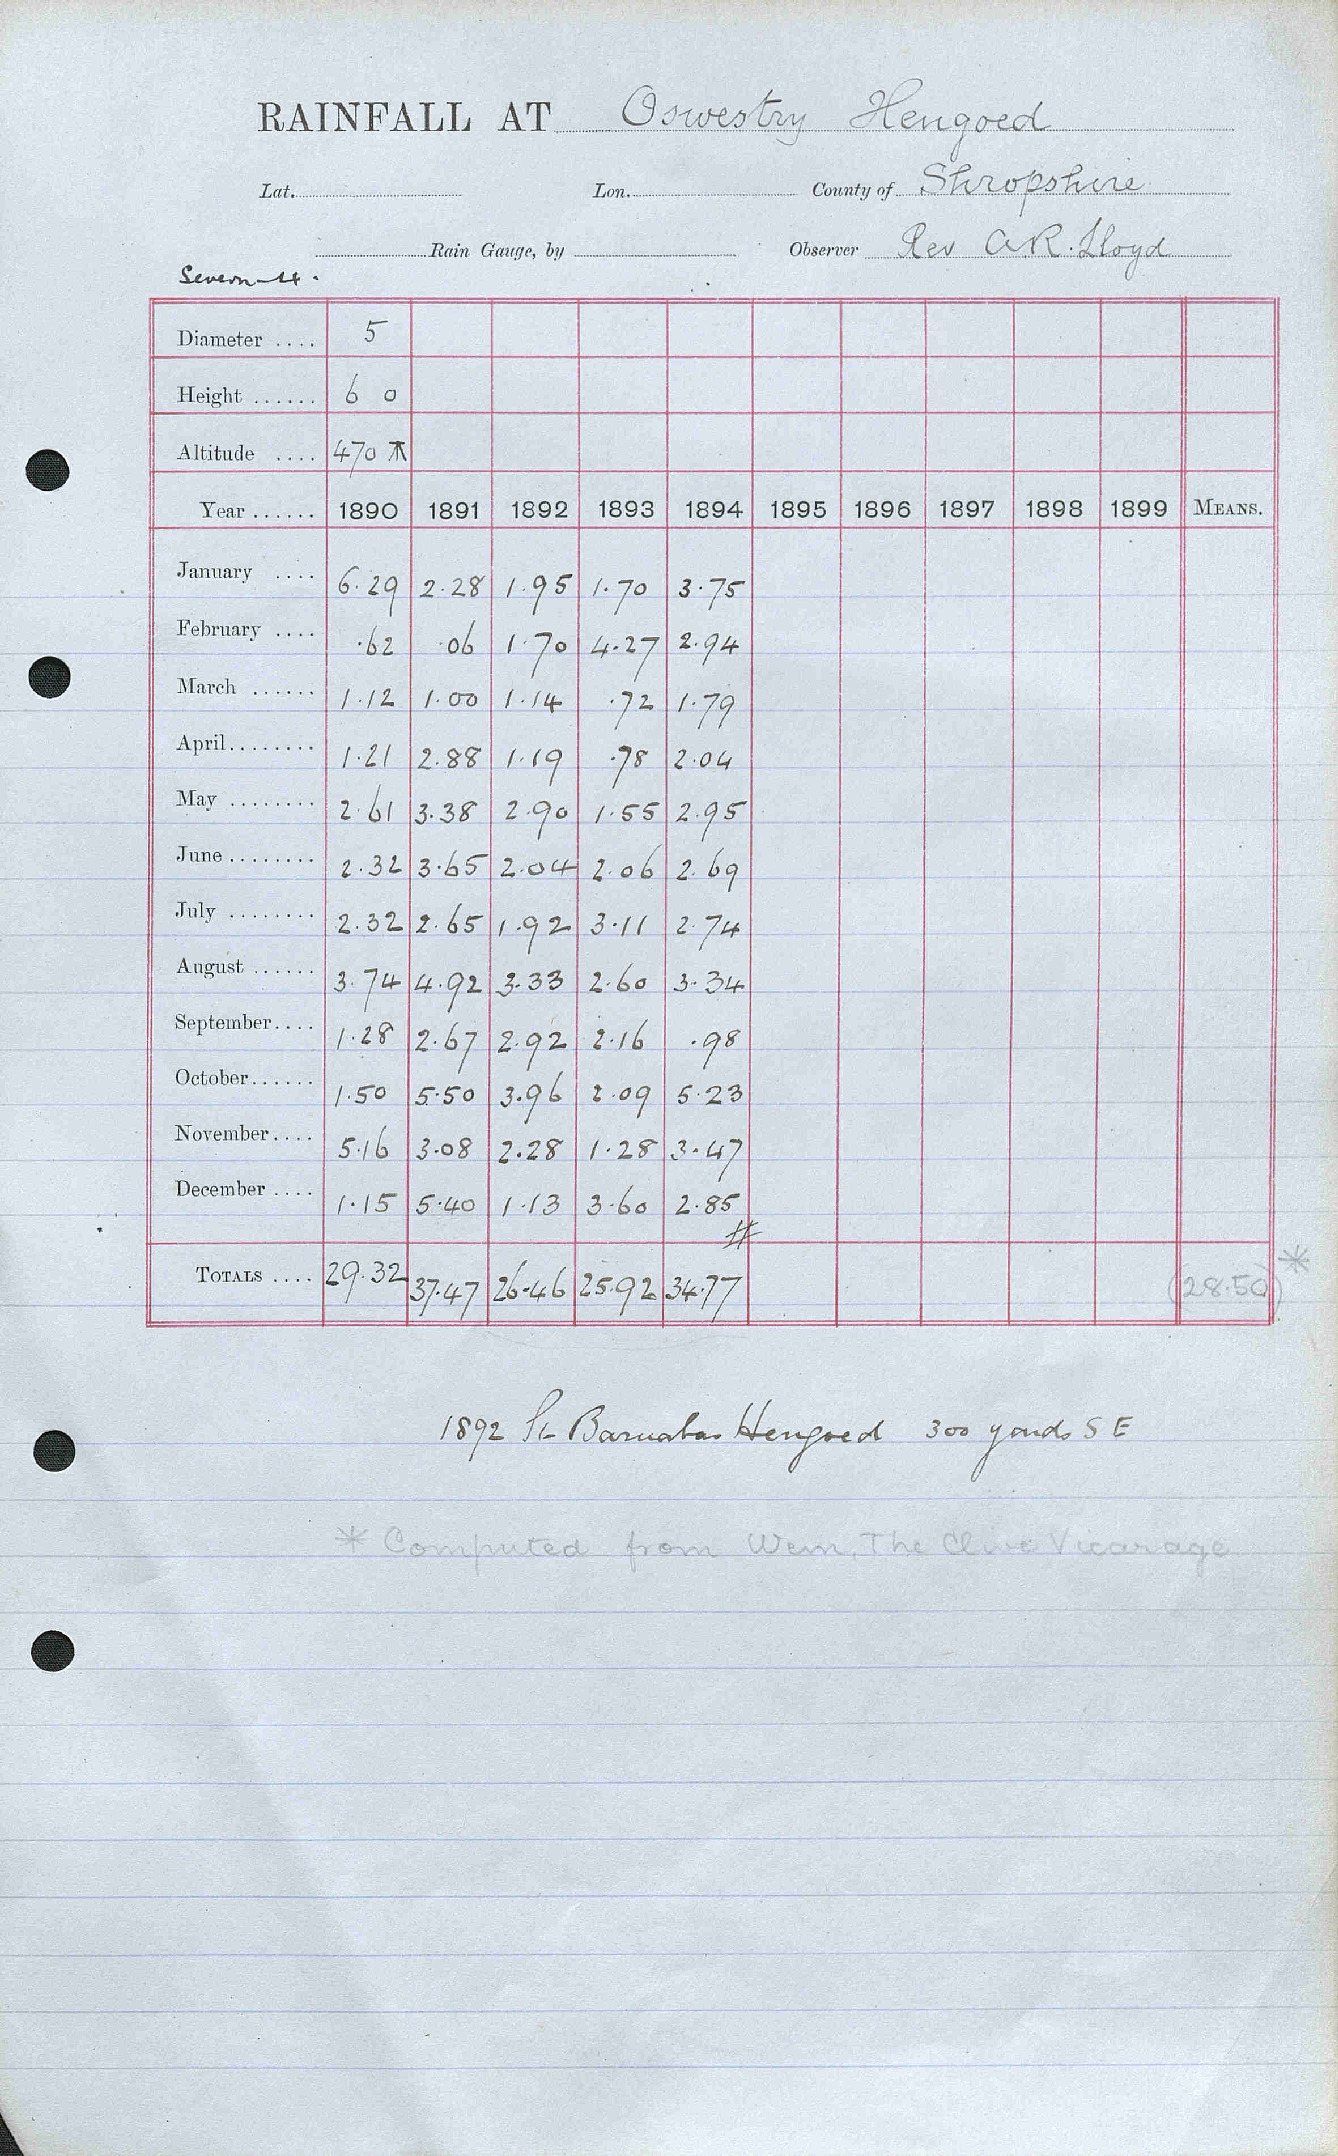 RAINFALL AT Oswestry Hengoed
Lat. Lon. County of Shropshire
Rain Gauge, by Observer Rev A R. Lloyd
Severn 4.
Diameter .... 5
Height ...... 6 0
Altitude .... 470
Year ...... 1890 1891 1892 1893 1894 1895 1896 1897 1898 1899 MEANS.
January .... 6.29 2.28 1.95 1.70 3.75
February .... .62 .06 1.70 4.27 2.94
March ...... 1.12 1.00 1.14 .72 1.79
April........ 1.21 2.88 1.19 .78 2.04
May ........ 2.61 3.38 2.90 1.55 2.95
June ........ 2.32 3.65 2.04 2.06 2.69
July ........ 2.32 2.65 1.92 3.11 2.74
August ...... 3.74 4.92 3.33 2.60 3.34
September.... 1.28 2.67 2.92 2.16 .98
October...... 1.50 5.50 3.96 2.09 5.23
November.... 5.16 3.08 2.28 1.28 3.47
December .... 1.15 5.40 1.13 3.60 2.85
#
TOTALS .... 29.32 37.47 26.46 25.92 34.77 (28.50)*
1892 St Barnabas Hengoed 300 yards S E
* Computed from Wem, The Clive Vicarage